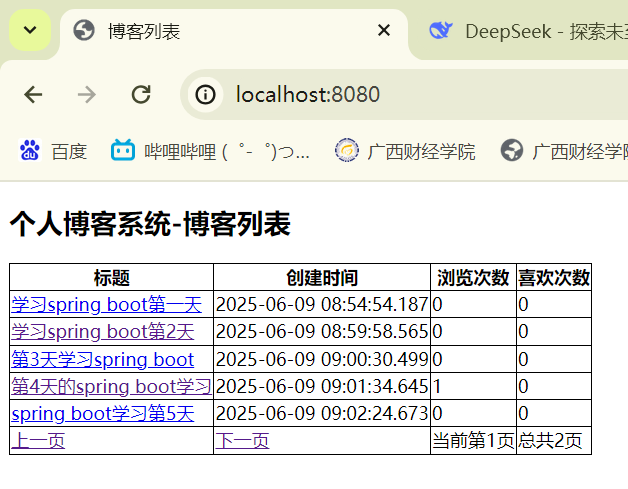 博客列表
DeepSeek - 探索未至
localhost:8080
百度
哔哩哔哩 ( ゜- ゜)つ...
广西财经学院
广西财经学院
个人博客系统-博客列表
标题 创建时间 浏览次数 喜欢次数
学习spring boot第一天 2025-06-09 08:54:54.187 0 0
学习spring boot第2天 2025-06-09 08:59:58.565 0 0
第3天学习spring boot 2025-06-09 09:00:30.499 0 0
第4天的spring boot学习 2025-06-09 09:01:34.645 1 0
spring boot学习第5天 2025-06-09 09:02:24.673 0 0
上一页 下一页 当前第1页 总共2页